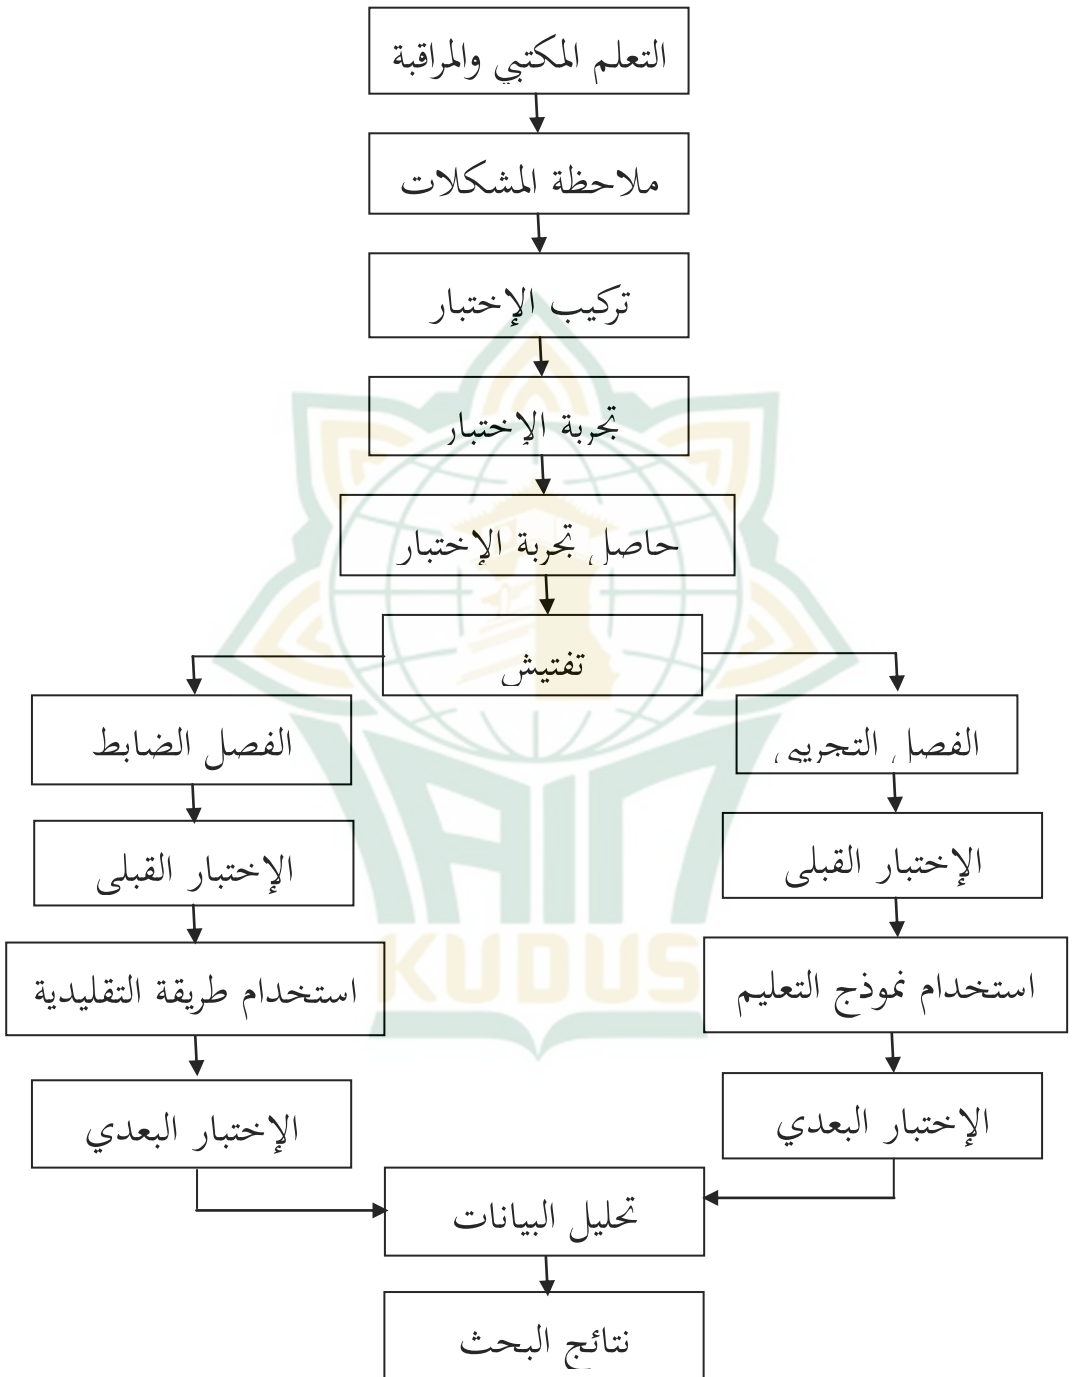 التعلم المكتبي والمراقبة
ملاحظة المشكلات
تركيب الإختبار
تجربة الإختبار
حاصل تجربة الإختبار
تفتيش
الفصل التجريبي
الفصل الضابط
الإختبار القبلى
الإختبار القبلى
استخدام نموذج التعليم
استخدام طريقة التقليدية
الإختبار البعدي
الإختبار البعدي
تحليل البيانات
نتائج البحث
IAIN
KUDUS